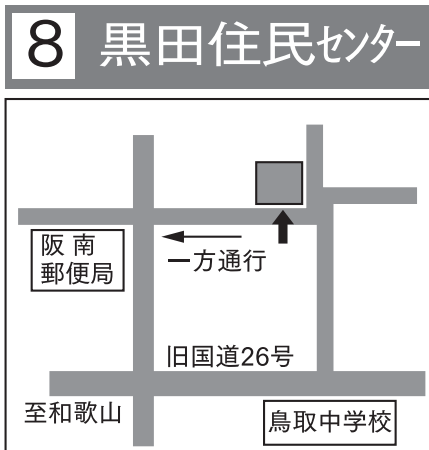 8 黒田住民センター
阪南
郵便局
一方通行
旧国道26号
至和歌山
鳥取中学校